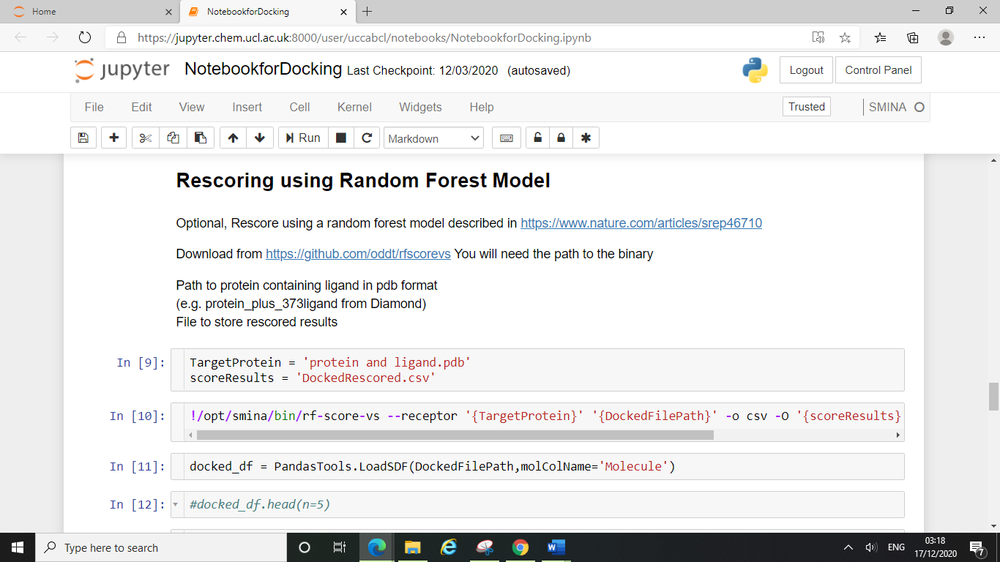 Home
NotebookforDocking
https://jupyter.chem.ucl.ac.uk:8000/user/uccabcl/notebooks/NotebookforDocking.ipynb
jupyter NotebookforDocking Last Checkpoint: 12/03/2020 (autosaved)
Logout Control Panel
File Edit View Insert Cell Kernel Widgets Help
Trusted SMINA
Run Markdown
Rescoring using Random Forest Model
Optional, Rescore using a random forest model described in https://www.nature.com/articles/srep46710
Download from https://github.com/oddt/rfscorevs You will need the path to the binary
Path to protein containing ligand in pdb format
(e.g. protein_plus_373ligand from Diamond)
File to store rescored results
In [9]: TargetProtein = 'protein and ligand.pdb'
scoreResults = 'DockedRescored.csv'
In [10]: !/opt/smina/bin/rf-score-vs --receptor '{TargetProtein}' '{DockedFilePath}' -o csv -O '{scoreResults}
In [11]: docked_df = PandasTools.LoadSDF(DockedFilePath,molColName='Molecule')
In [12]: #docked_df.head(n=5)
Type here to search
ENG
03:18
17/12/2020
7